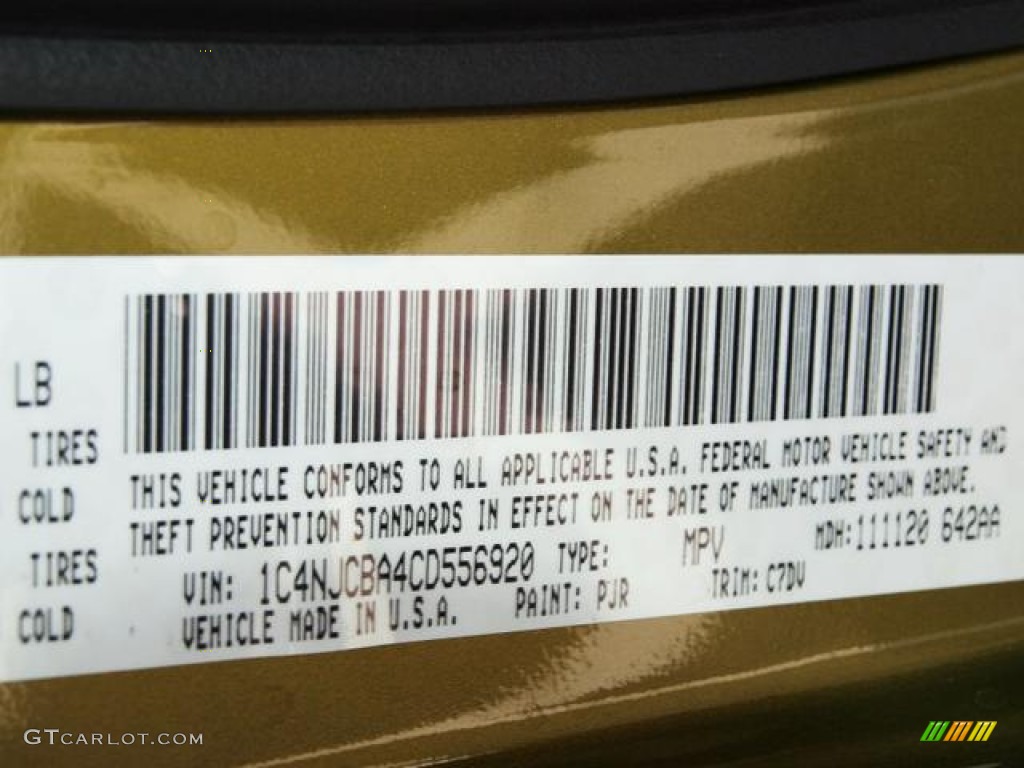 LB
TIRES
COLD
TIRES
COLD
THIS VEHICLE CONFORMS TO ALL APPLICABLE U.S.A. FEDERAL MOTOR VEHICLE SAFETY AND
THEFT PREVENTION STANDARDS IN EFFECT ON THE DATE OF MANUFACTURE SHOWN ABOVE.
VIN: 1C4NJCBA4CD556920 TYPE: MPV MDH:111120 642AA
VEHICLE MADE IN U.S.A. PAINT: PJR TRIM: C7DV
GTCARLOT.COM